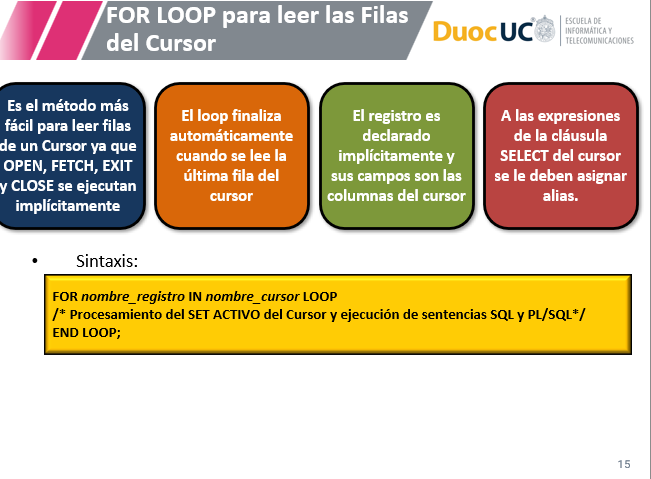 FOR LOOP para leer las Filas
del Cursor
DuocUC
ESCUELA DE
INFORMÁTICA Y
TELECOMUNICACIONES
Es el método más
fácil para leer filas
de un Cursor ya que
OPEN, FETCH, EXIT
y CLOSE se ejecutan
implícitamente
El loop finaliza
automáticamente
cuando se lee la
última fila del
cursor
El registro es
declarado
implícitamente y
sus campos son las
columnas del cursor
A las expresiones
de la cláusula
SELECT del cursor
se le deben asignar
alias.
• Sintaxis:
FOR nombre_registro IN nombre_cursor LOOP
/* Procesamiento del SET ACTIVO del Cursor y ejecución de sentencias SQL y PL/SQL*/
END LOOP;
15